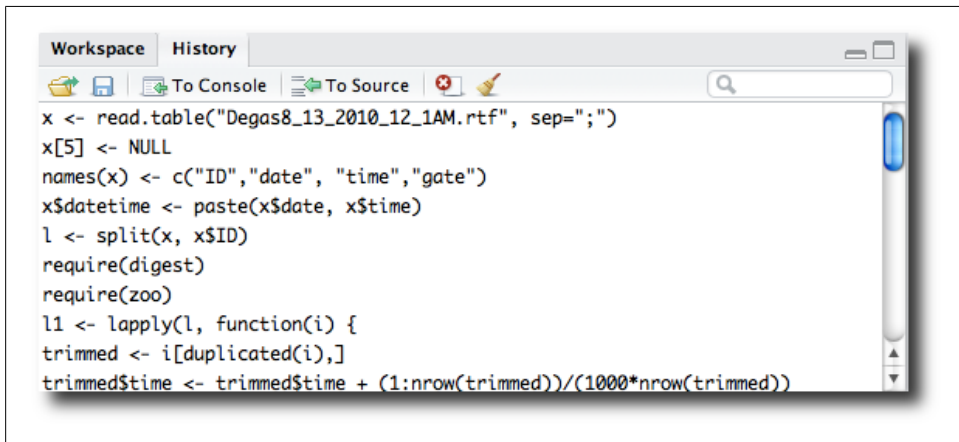 Workspace History
To Console To Source
x <- read.table("Degas8_13_2010_12_1AM.rtf", sep=";")
x[5] <- NULL
names(x) <- c("ID","date", "time","gate")
x$datetime <- paste(x$date, x$time)
l <- split(x, x$ID)
require(digest)
require(zoo)
l1 <- lapply(l, function(i) {
trimmed <- i[duplicated(i),]
trimmed$time <- trimmed$time + (1:nrow(trimmed))/(1000*nrow(trimmed))